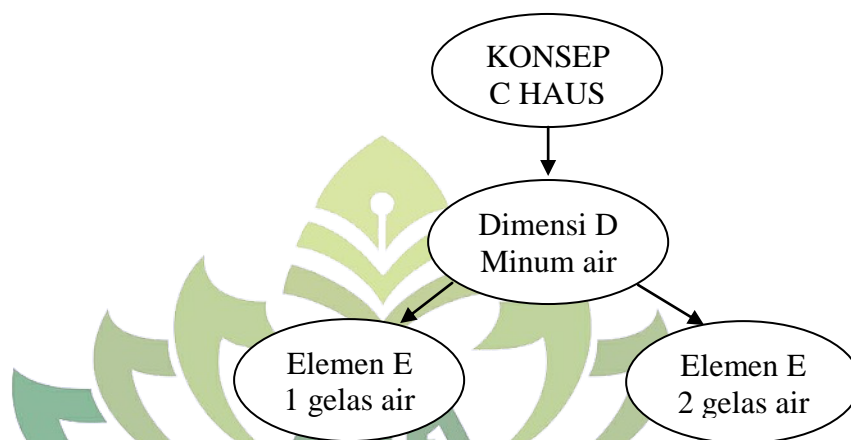 KONSEP
C HAUS
Dimensi D
Minum air
Elemen E
1 gelas air
Elemen E
2 gelas air